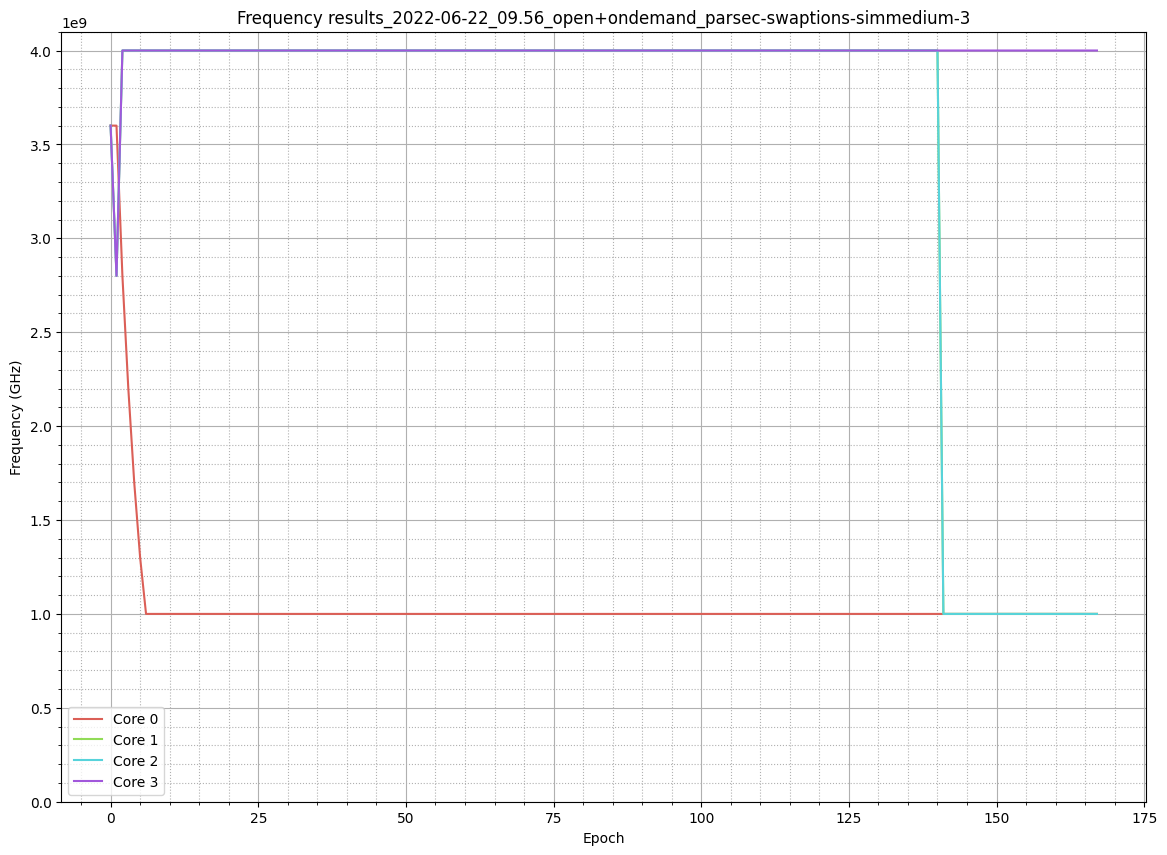 Frequency results_2022-06-22_09.56_open+ondemand_parsec-swaptions-simmedium-3
1e9
4.0
3.5
3.0
2.5
2.0
1.5
1.0
0.5
0.0
Frequency (GHz)
Core 0
Core 1
Core 2
Core 3
0 25 50 75 100 125 150 175
Epoch